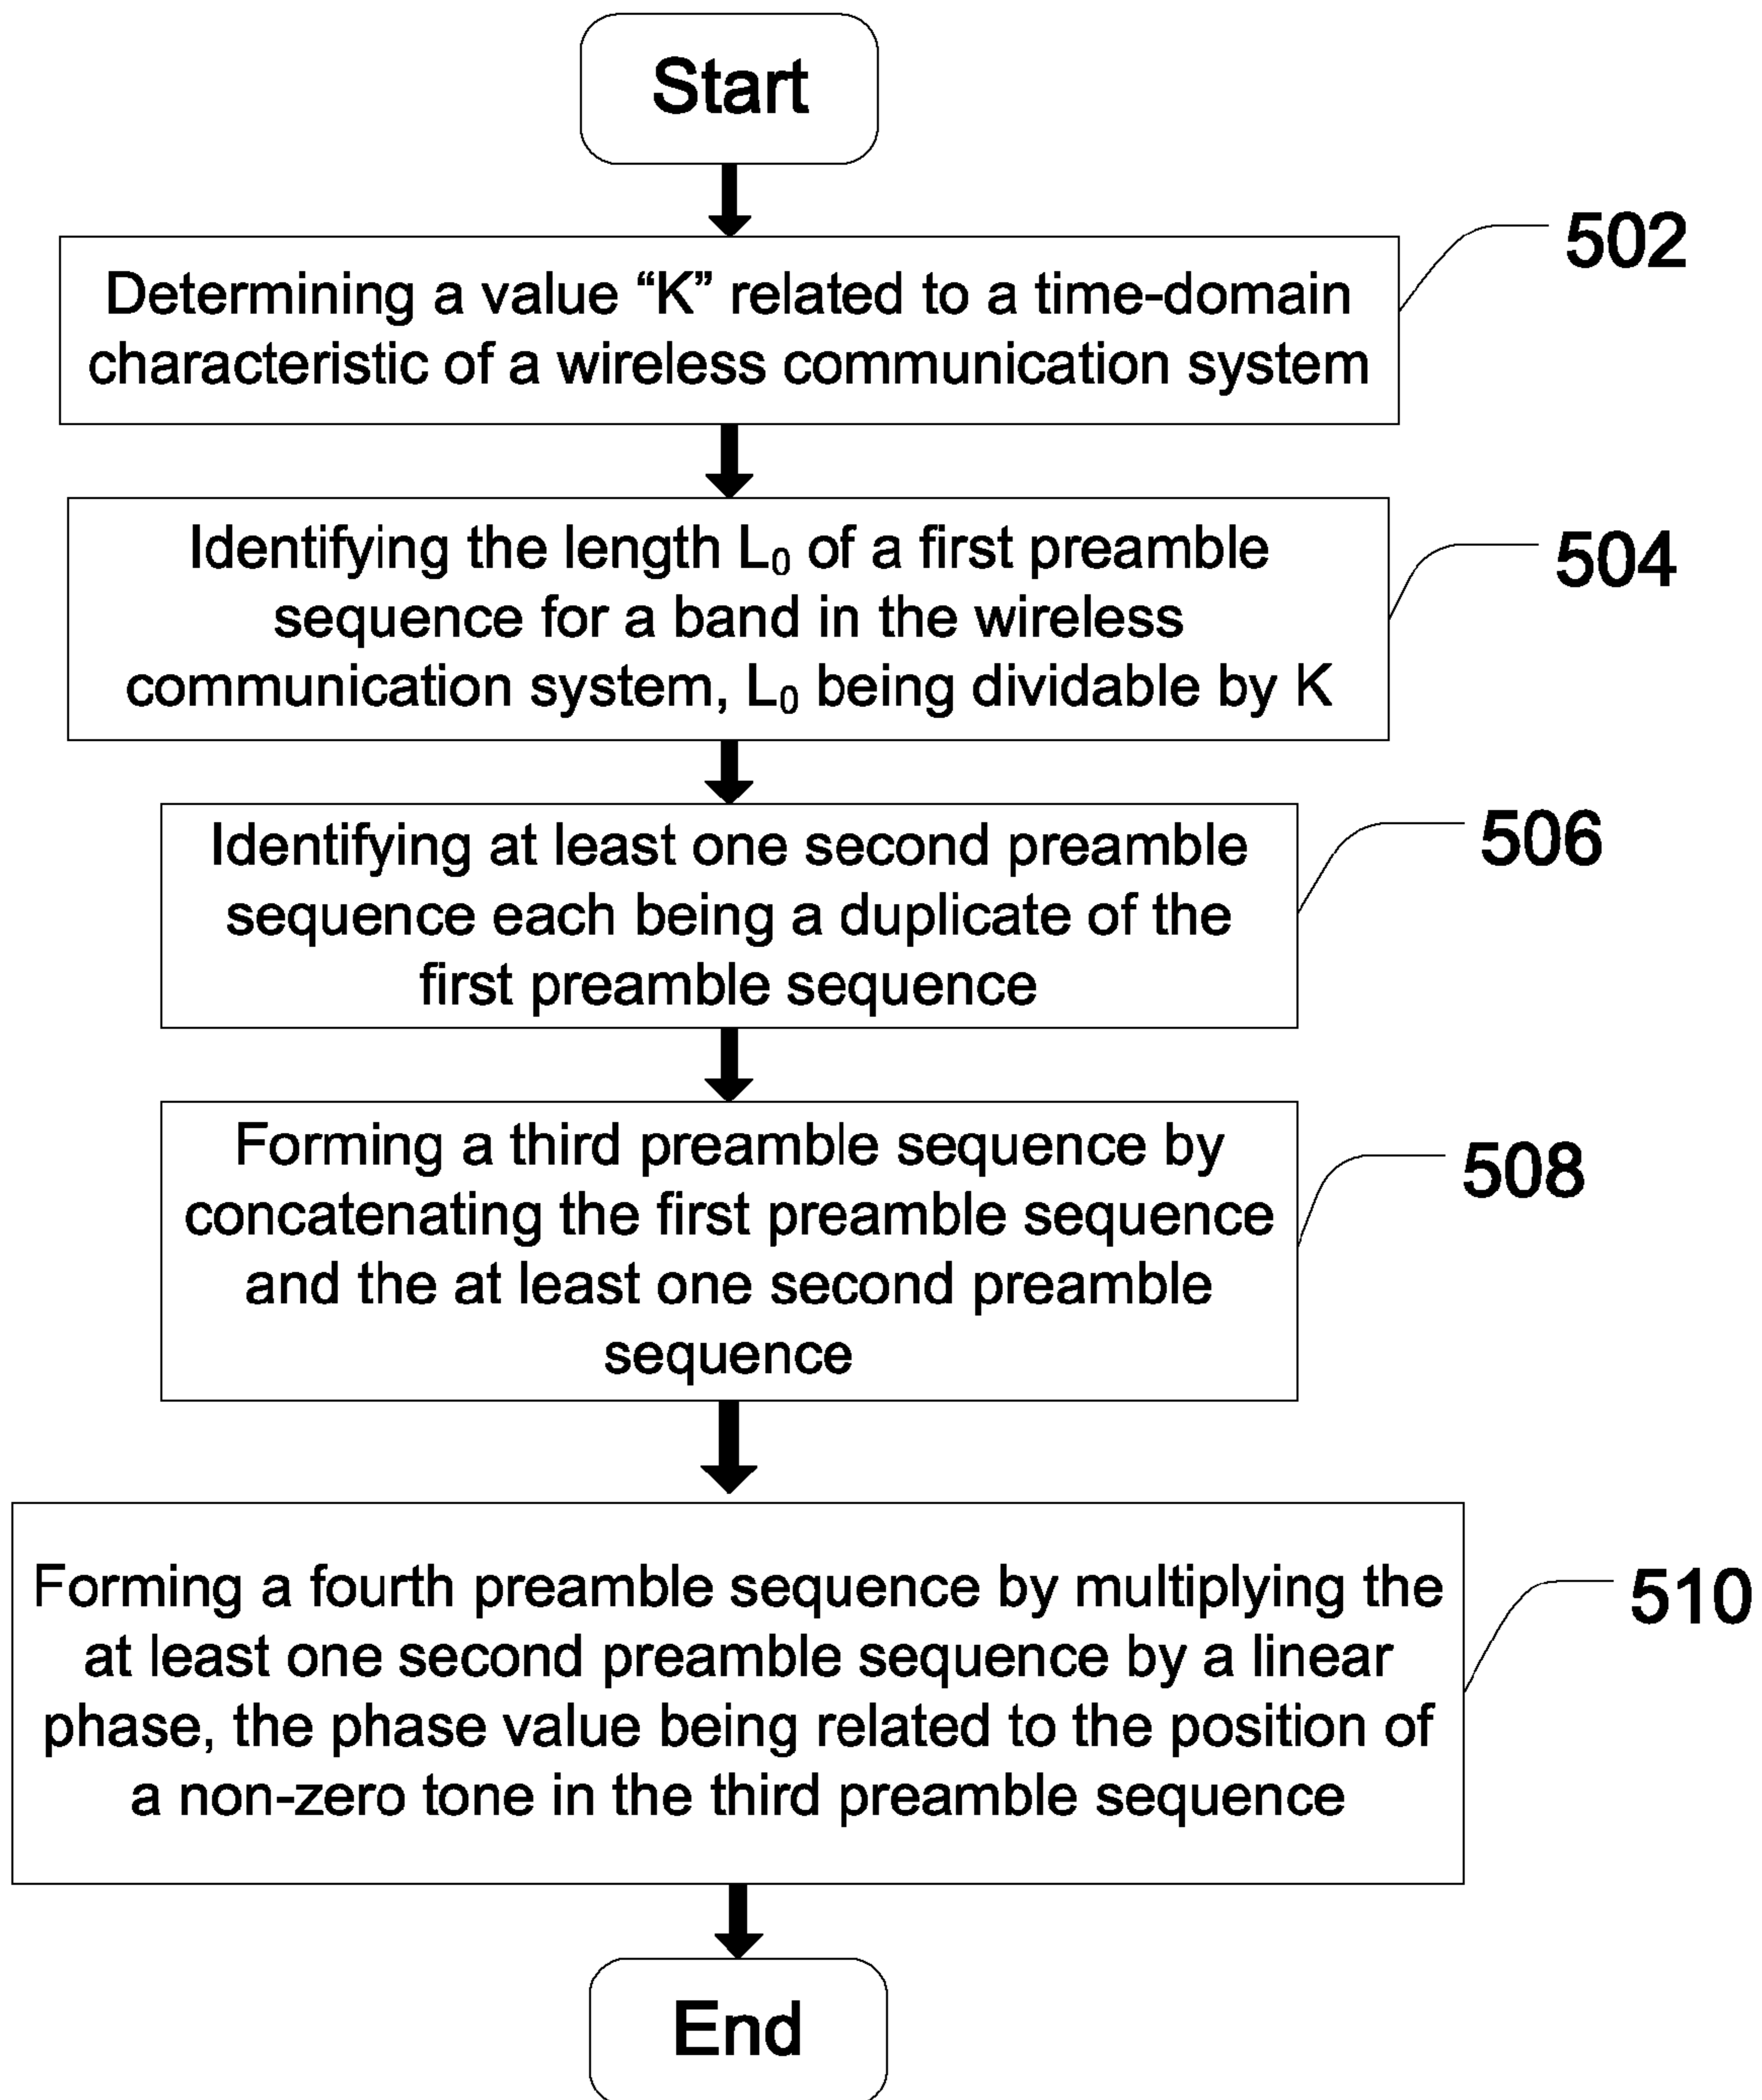 Start
502
Determining a value “K” related to a time-domain
characteristic of a wireless communication system
504
Identifying the length L₀ of a first preamble
sequence for a band in the wireless
communication system, L₀ being dividable by K
506
Identifying at least one second preamble
sequence each being a duplicate of the
first preamble sequence
508
Forming a third preamble sequence by
concatenating the first preamble sequence
and the at least one second preamble
sequence
510
Forming a fourth preamble sequence by multiplying the
at least one second preamble sequence by a linear
phase, the phase value being related to the position of
a non-zero tone in the third preamble sequence
End